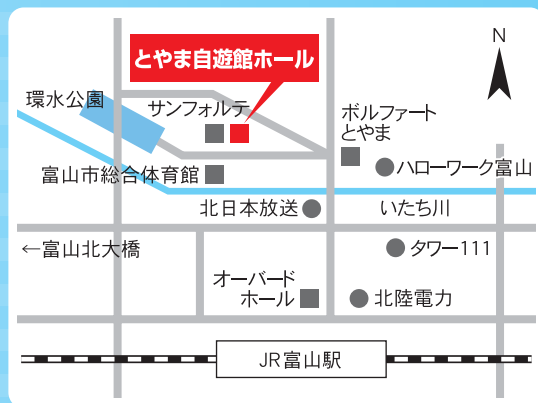 とやま自遊館ホール
N
環水公園
サンフォルテ
ボルファート
とやま
富山市総合体育館
ハローワーク富山
北日本放送
いたち川
←富山北大橋
タワー111
オーバード
ホール
北陸電力
JR富山駅